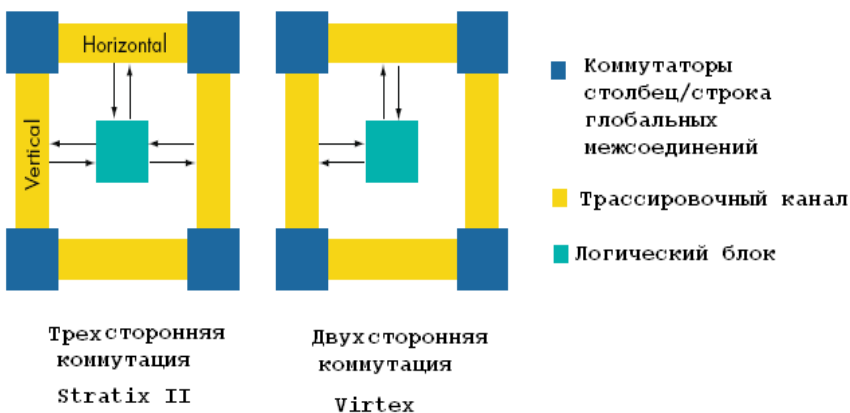 Horizontal
Vertical
Коммутаторы
столбец/строка
глобальных
межсоединений
Трассировочный канал
Логический блок
Трехсторонняя
коммутация
Stratix II
Двухсторонняя
коммутация
Virtex